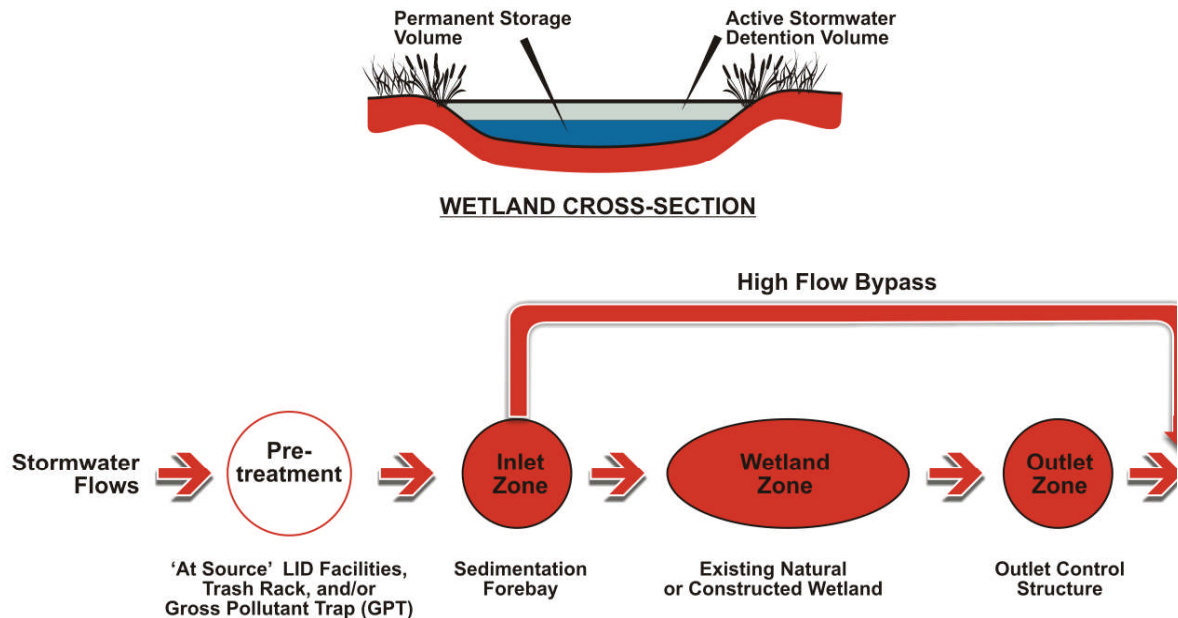 Permanent Storage
Volume
Active Stormwater
Detention Volume
WETLAND CROSS-SECTION
High Flow Bypass
Stormwater
Flows
Pre-
treatment
Inlet
Zone
Wetland
Zone
Outlet
Zone
‘At Source’ LID Facilities,
Trash Rack, and/or
Gross Pollutant Trap (GPT)
Sedimentation
Forebay
Existing Natural
or Constructed Wetland
Outlet Control
Structure